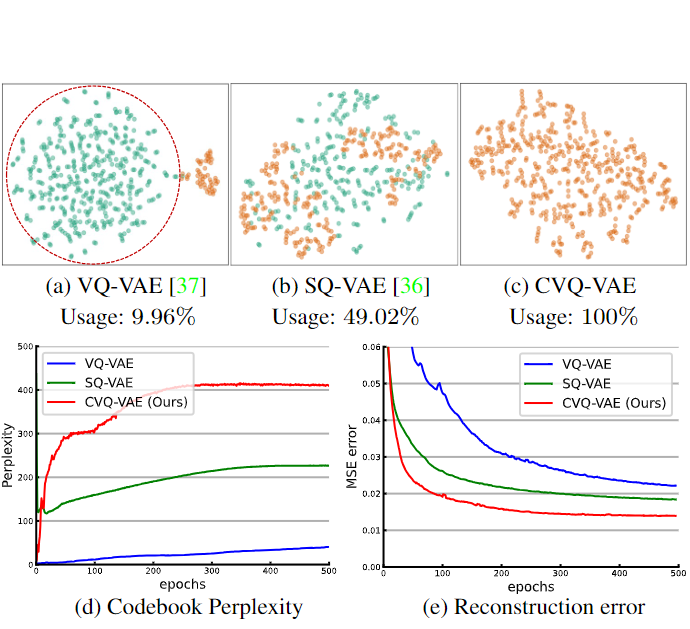 (a) VQ-VAE [37]
Usage: 9.96%
(b) SQ-VAE [36]
Usage: 49.02%
(c) CVQ-VAE
Usage: 100%
500
400
300
200
100
0
Perplexity
VQ-VAE
SQ-VAE
CVQ-VAE (Ours)
0 100 200 300 400 500
epochs
(d) Codebook Perplexity
0.06
0.05
0.04
0.03
0.02
0.01
0.00
MSE error
VQ-VAE
SQ-VAE
CVQ-VAE (Ours)
0 100 200 300 400 500
epochs
(e) Reconstruction error